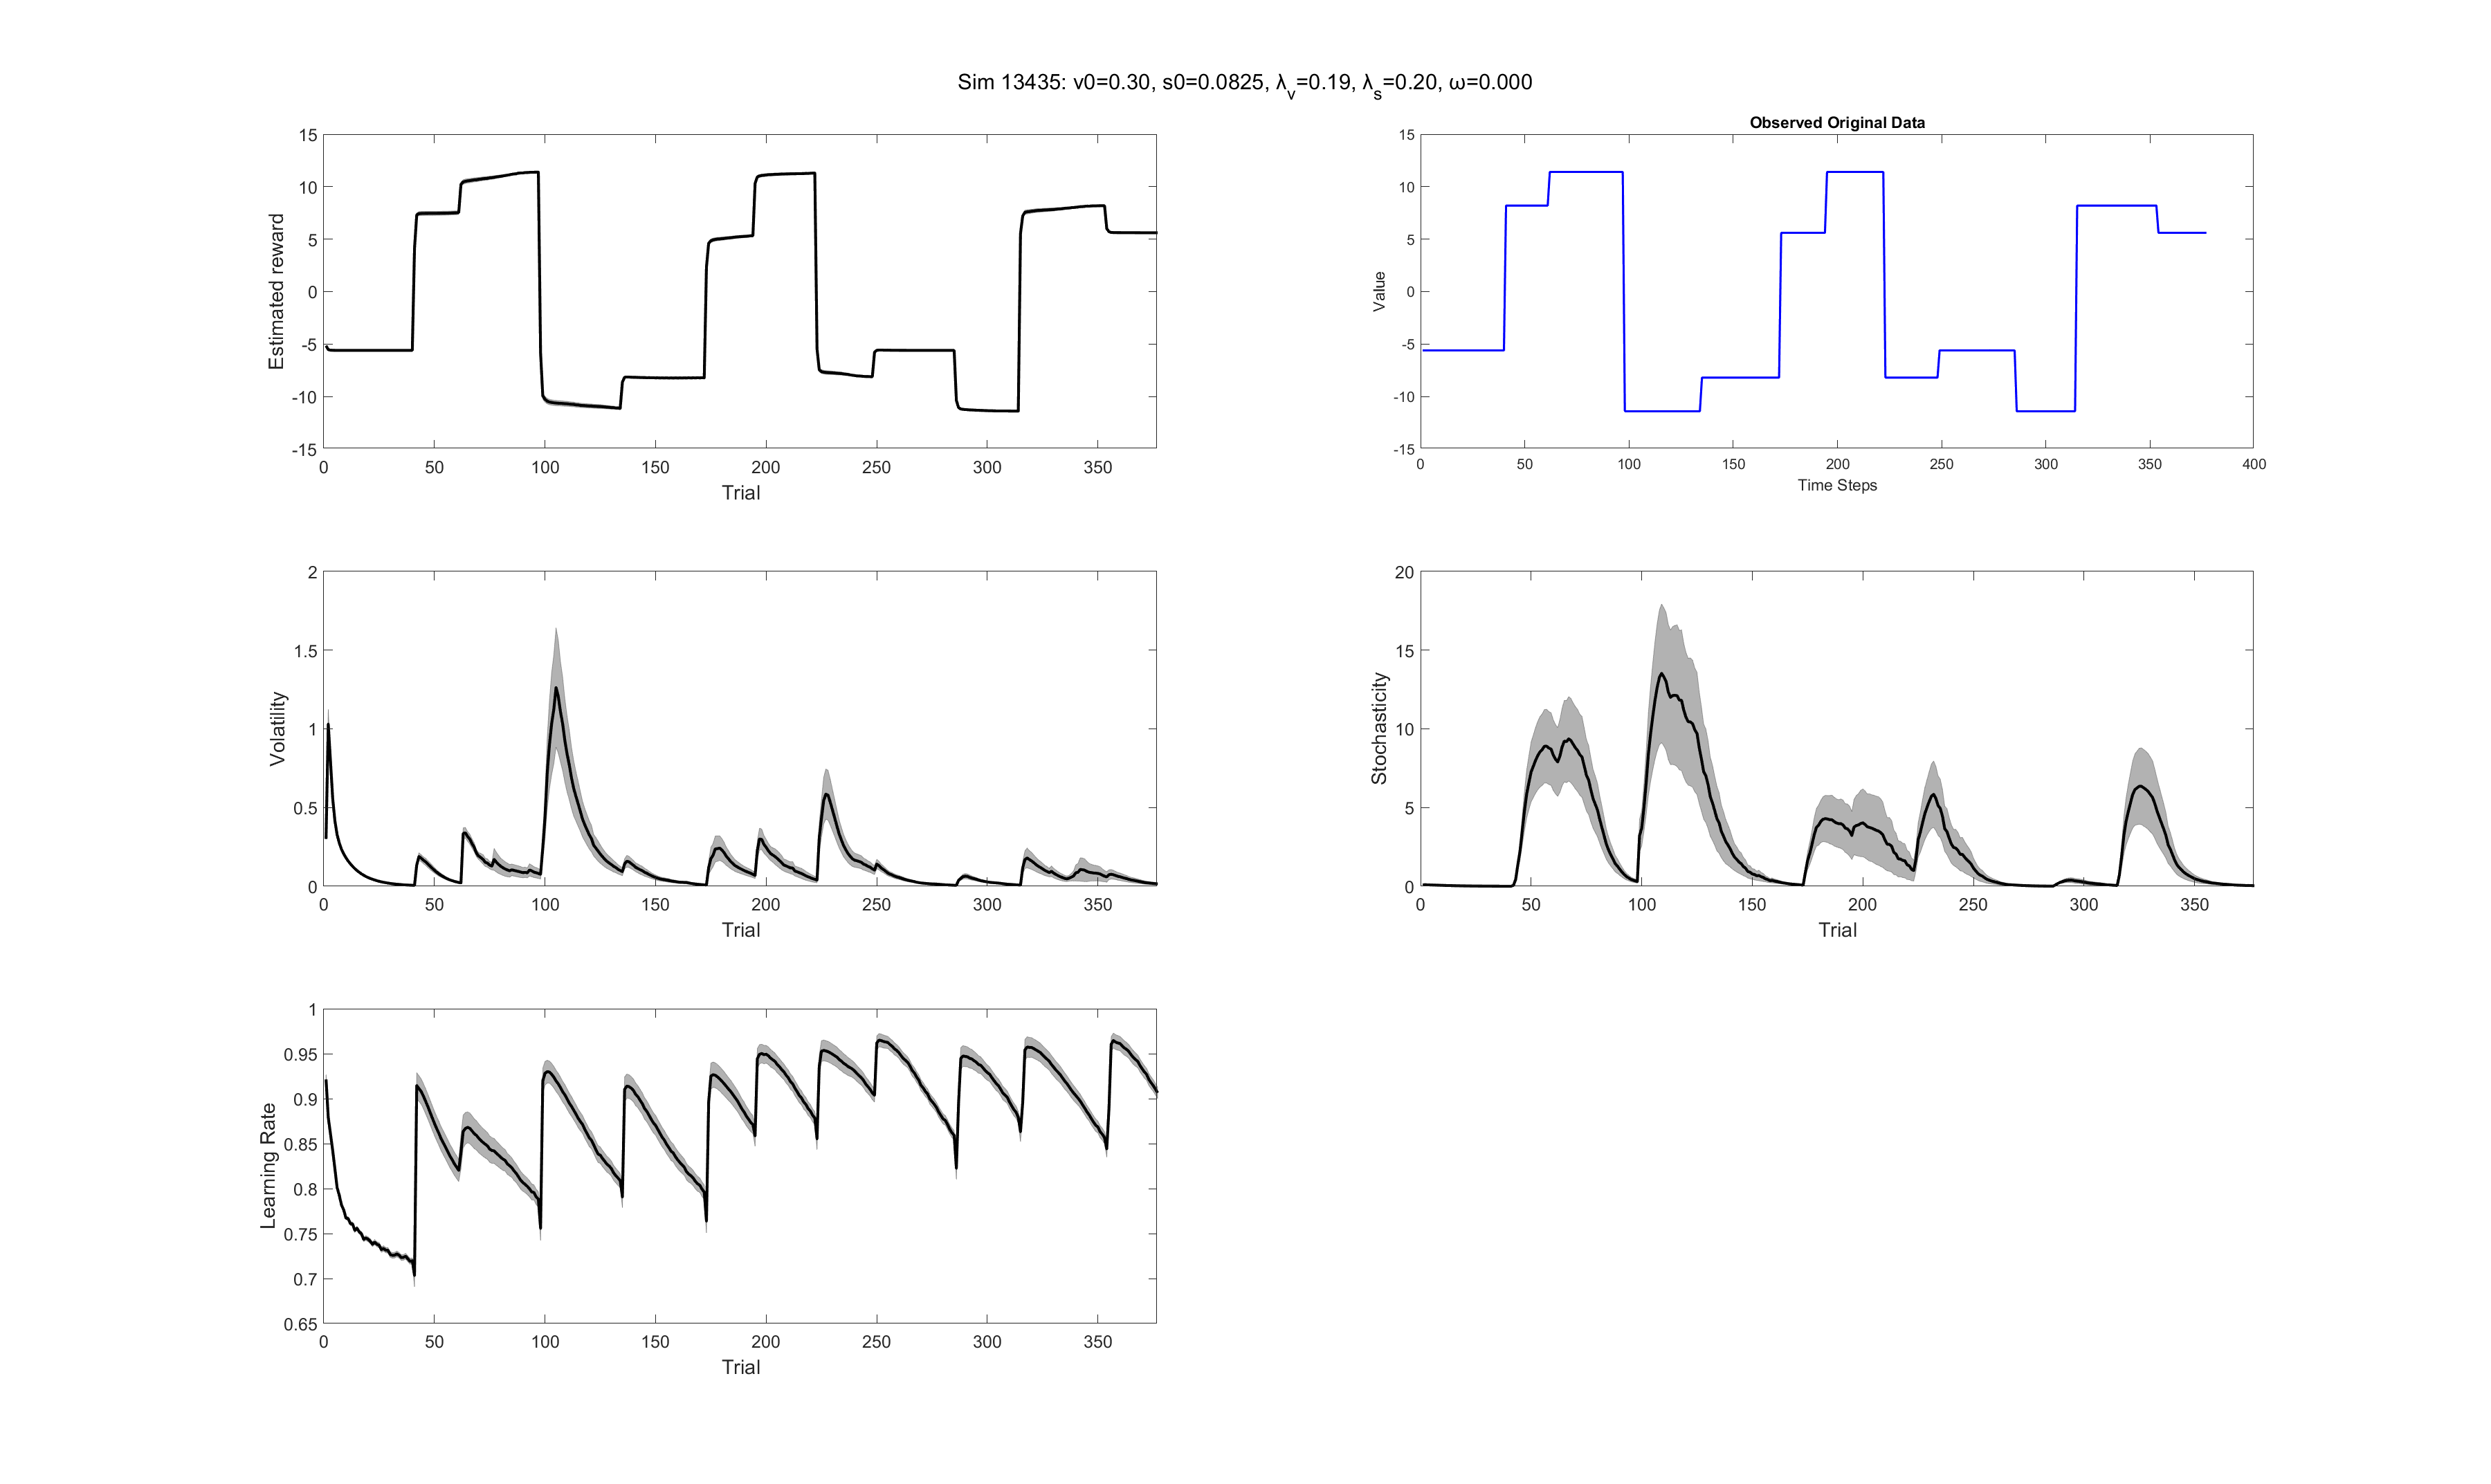 Sim 13435: v0=0.30, s0=0.0825, λv=0.19, λs=0.20, ω=0.000
15
10
5
0
-5
-10
-15
Estimated reward
0 50 100 150 200 250 300 350
Trial
Observed Original Data
15
10
5
0
-5
-10
-15
Value
0 50 100 150 200 250 300 350 400
Time Steps
2
1.5
1
0.5
0
Volatility
0 50 100 150 200 250 300 350
Trial
20
15
10
5
0
Stochasticity
0 50 100 150 200 250 300 350
Trial
1
0.95
0.9
0.85
0.8
0.75
0.7
0.65
Learning Rate
0 50 100 150 200 250 300 350
Trial